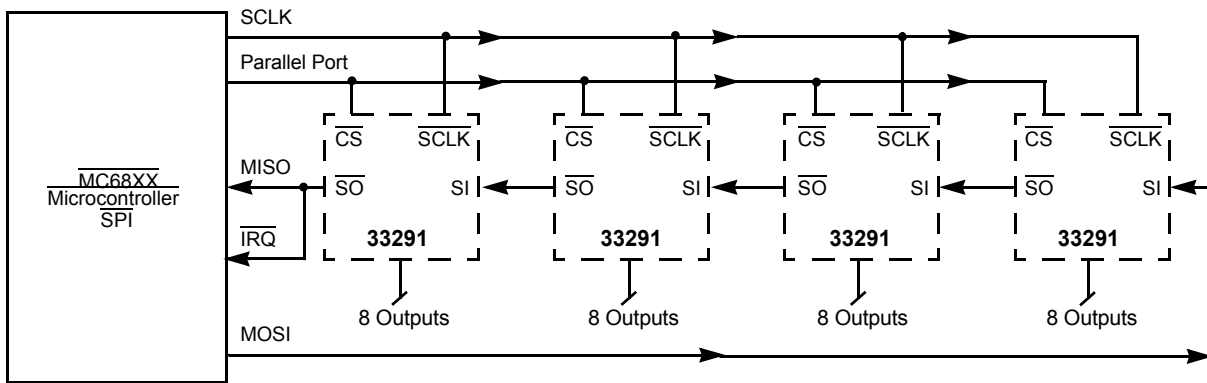 SCLK
Parallel Port
CS SCLK CS SCLK CS SCLK CS SCLK
MISO
SO SI SO SI SO SI SO SI
MC68XX
Microcontroller
SPI
IRQ
33291 33291 33291 33291
8 Outputs 8 Outputs 8 Outputs 8 Outputs
MOSI